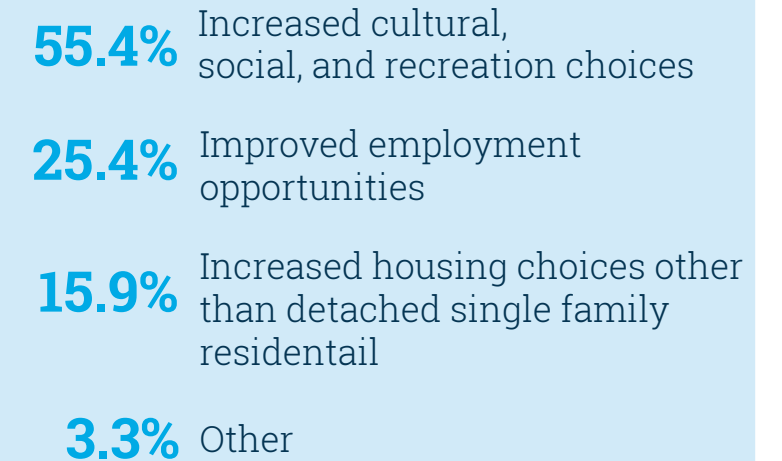 55.4% Increased cultural,
social, and recreation choices
25.4% Improved employment
opportunities
15.9% Increased housing choices other
than detached single family
residentail
3.3% Other